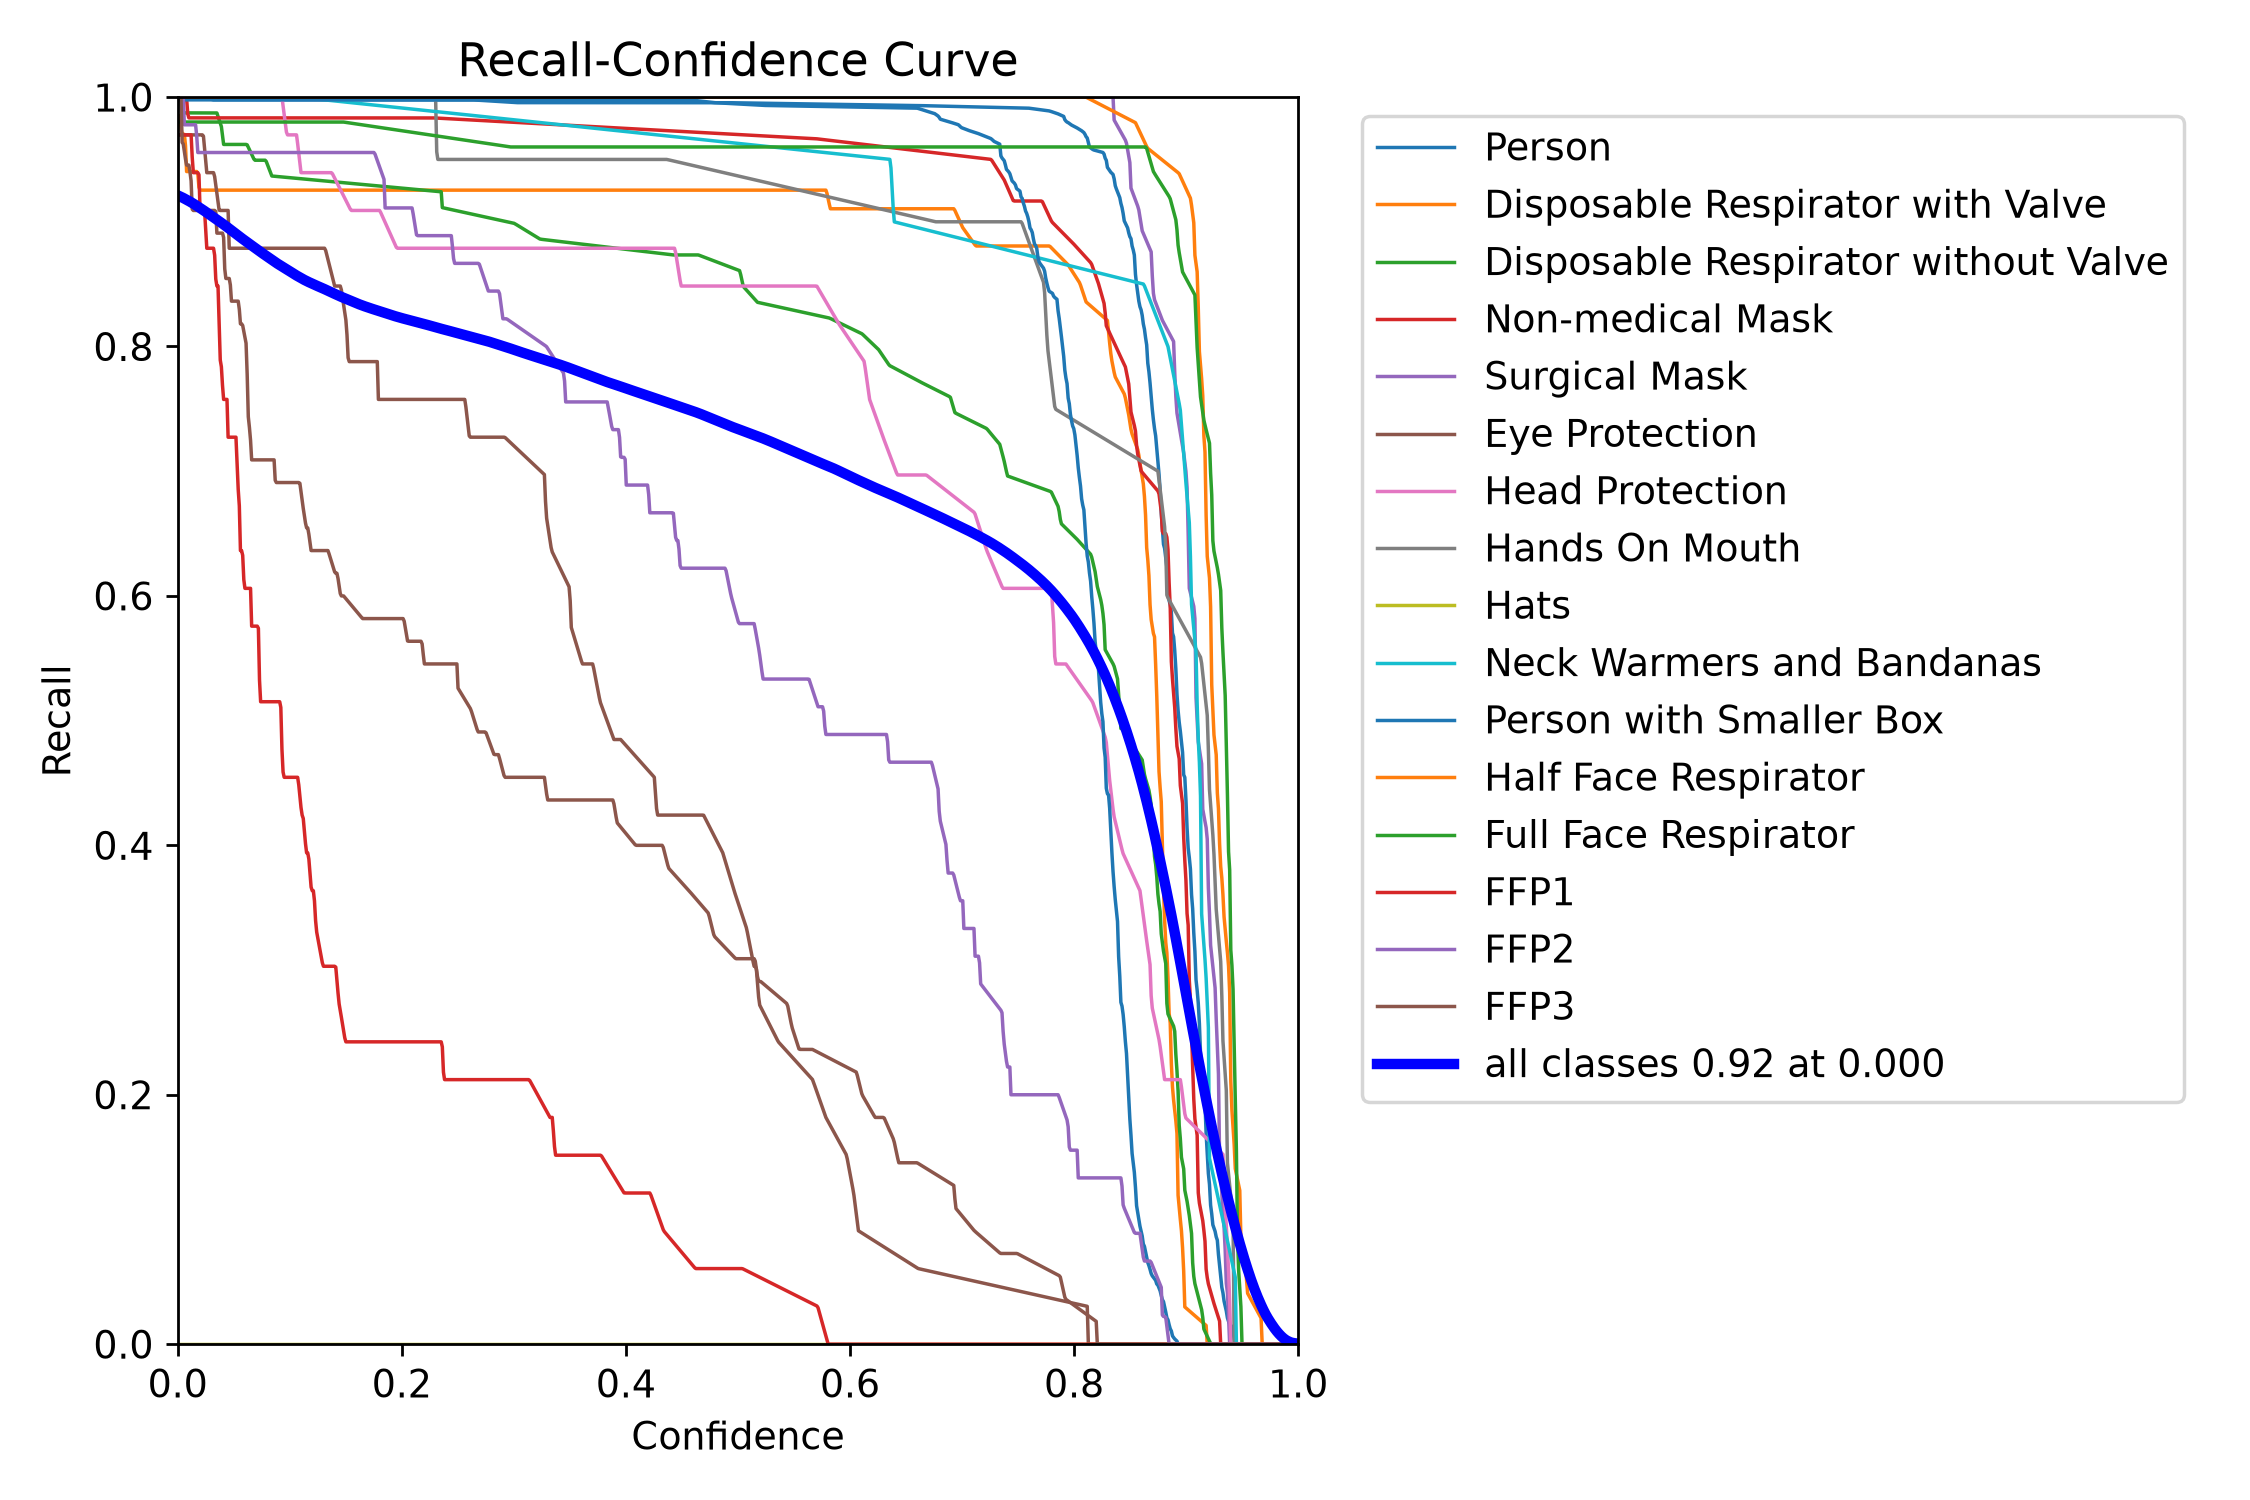 Recall-Confidence Curve
1.0
0.8
0.6
0.4
0.2
0.0
Recall
0.0 0.2 0.4 0.6 0.8 1.0
Confidence
Person
Disposable Respirator with Valve
Disposable Respirator without Valve
Non-medical Mask
Surgical Mask
Eye Protection
Head Protection
Hands On Mouth
Hats
Neck Warmers and Bandanas
Person with Smaller Box
Half Face Respirator
Full Face Respirator
FFP1
FFP2
FFP3
all classes 0.92 at 0.000